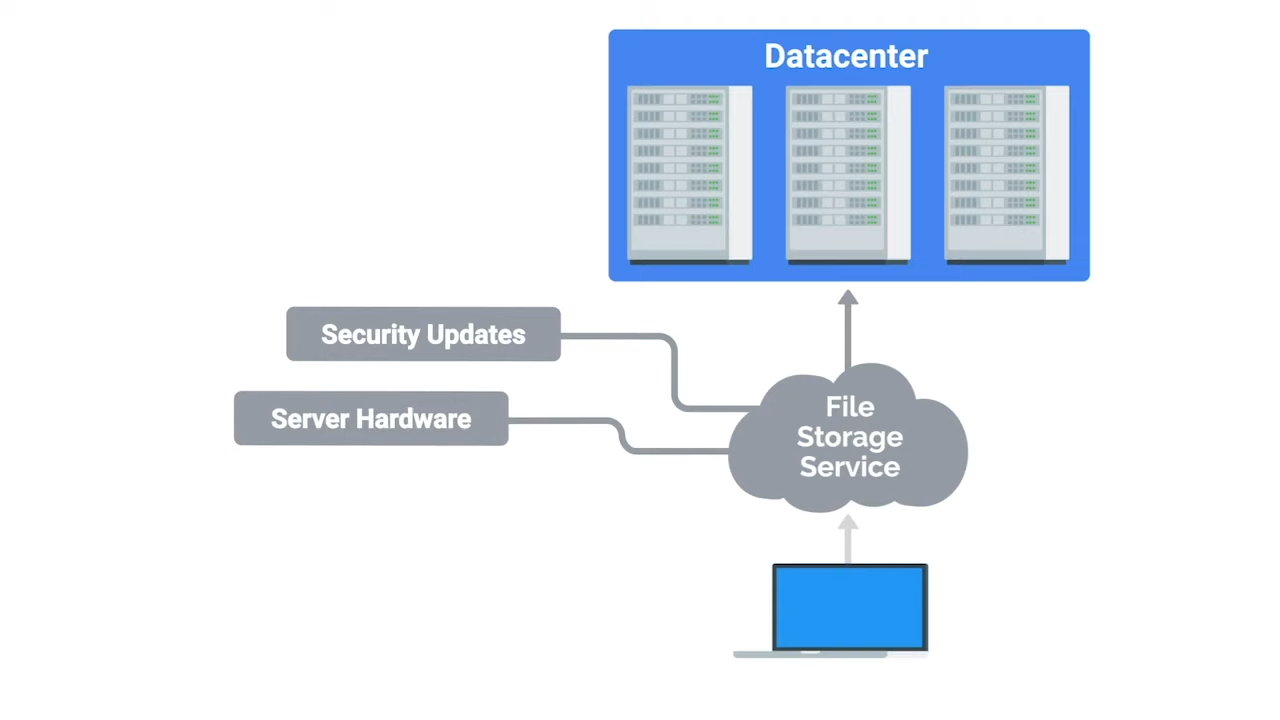 Datacenter
Security Updates
Server Hardware
File
Storage
Service